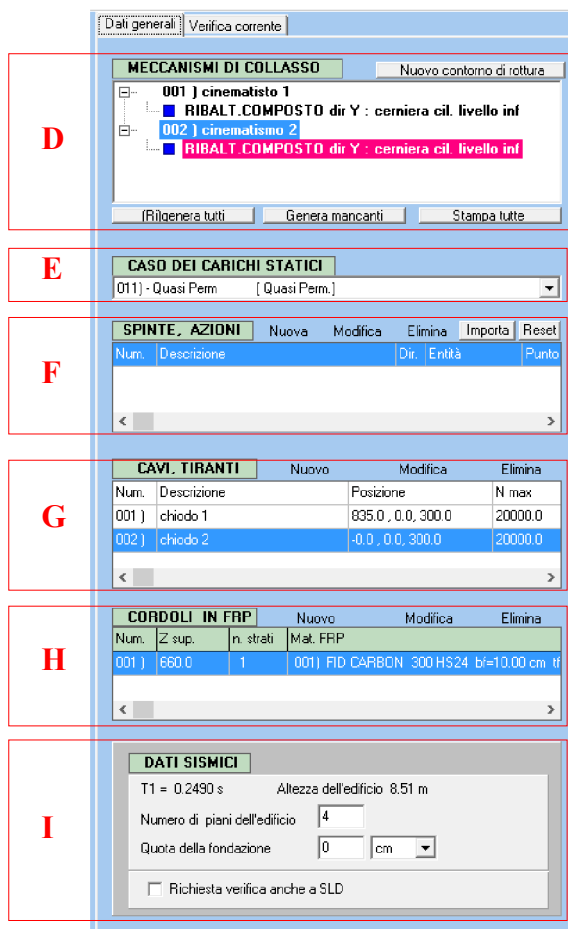 Dati generali Verifica corrente
D
MECCANISMI DI COLLASSO Nuovo contorno di rottura
001 ) cinematisto 1
RIBALT.COMPOSTO dir Y : cerniera cil. livello inf
002 ) cinematismo 2
RIBALT.COMPOSTO dir Y : cerniera cil. livello inf
(Ri)genera tutti Genera mancanti Stampa tutte
E
CASO DEI CARICHI STATICI
011) - Quasi Perm ( Quasi Perm.)
F
SPINTE, AZIONI Nuova Modifica Elimina Importa Reset
Num. Descrizione Dir. Entità Punto
G
CAVI, TIRANTI Nuovo Modifica Elimina
Num. Descrizione Posizione N max
001 ) chiodo 1 835.0 , 0.0, 300.0 20000.0
002 ) chiodo 2 -0.0 , 0.0, 300.0 20000.0
H
CORDOLI IN FRP Nuovo Modifica Elimina
Num. Z sup. n. strati Mat. FRP
001 ) 660.0 1 001) FID CARBON 300 HS24 bf=10.00 cm tf
I
DATI SISMICI
T1 = 0.2490 s Altezza dell'edificio 8.51 m
Numero di piani dell'edificio 4
Quota della fondazione 0 cm
Richiesta verifica anche a SLD